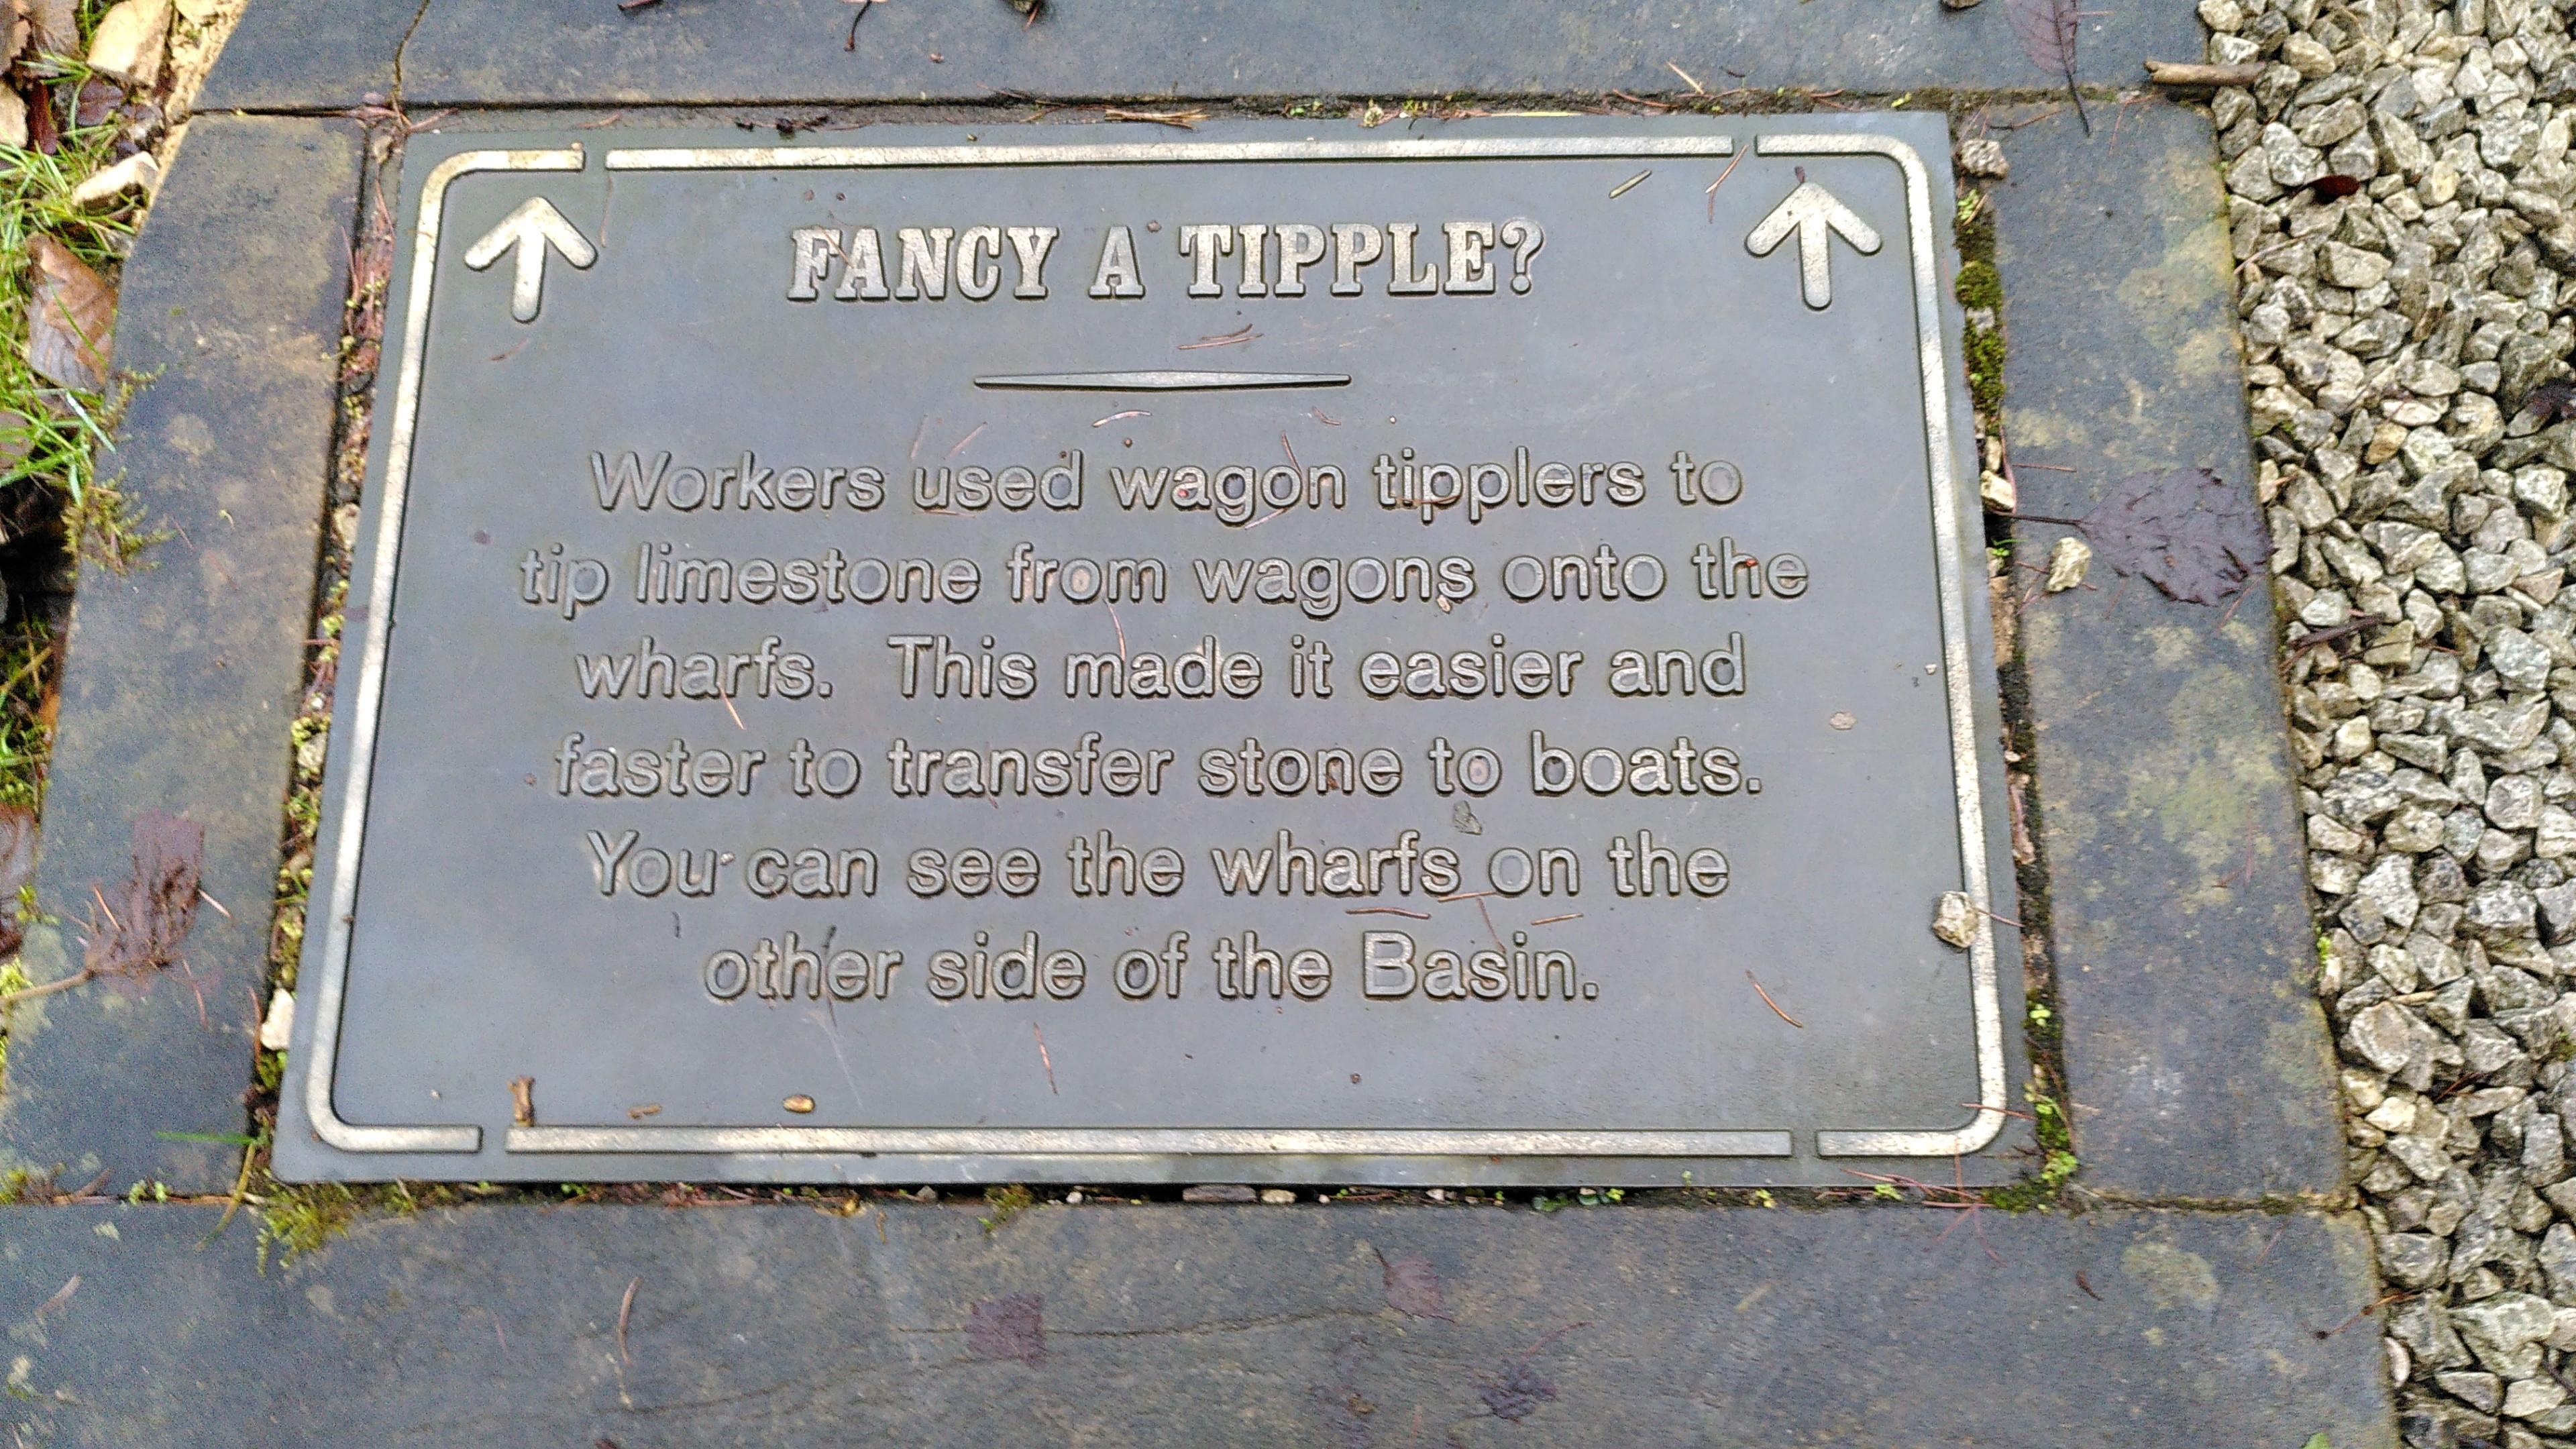 FANCY A TIPPLE?
Workers used wagon tipplers to
tip limestone from wagons onto the
wharfs. This made it easier and
faster to transfer stone to boats.
You can see the wharfs on the
other side of the Basin.